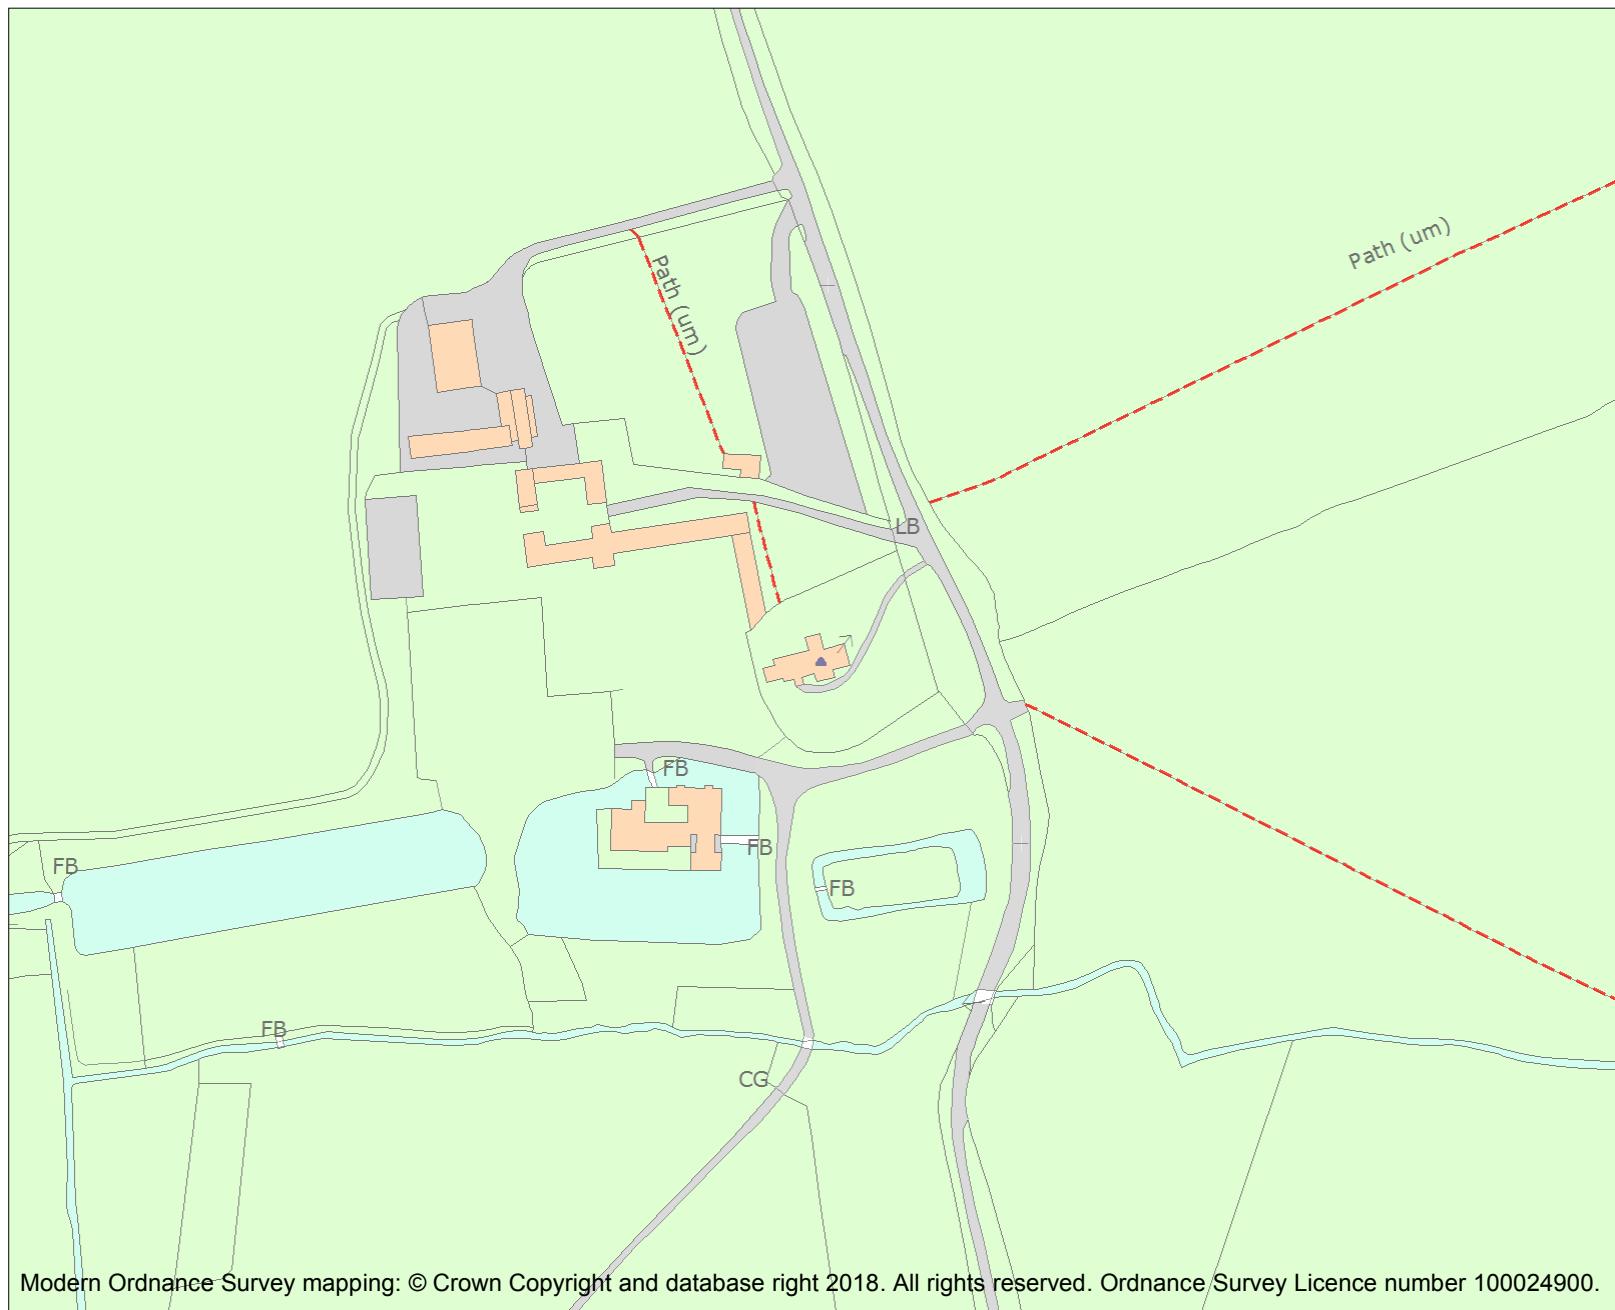 Path (um)
Path (um)
LB
FB
FB
FB
FB
FB
CG
Modern Ordnance Survey mapping: © Crown Copyright and database right 2018. All rights reserved. Ordnance Survey Licence number 100024900.